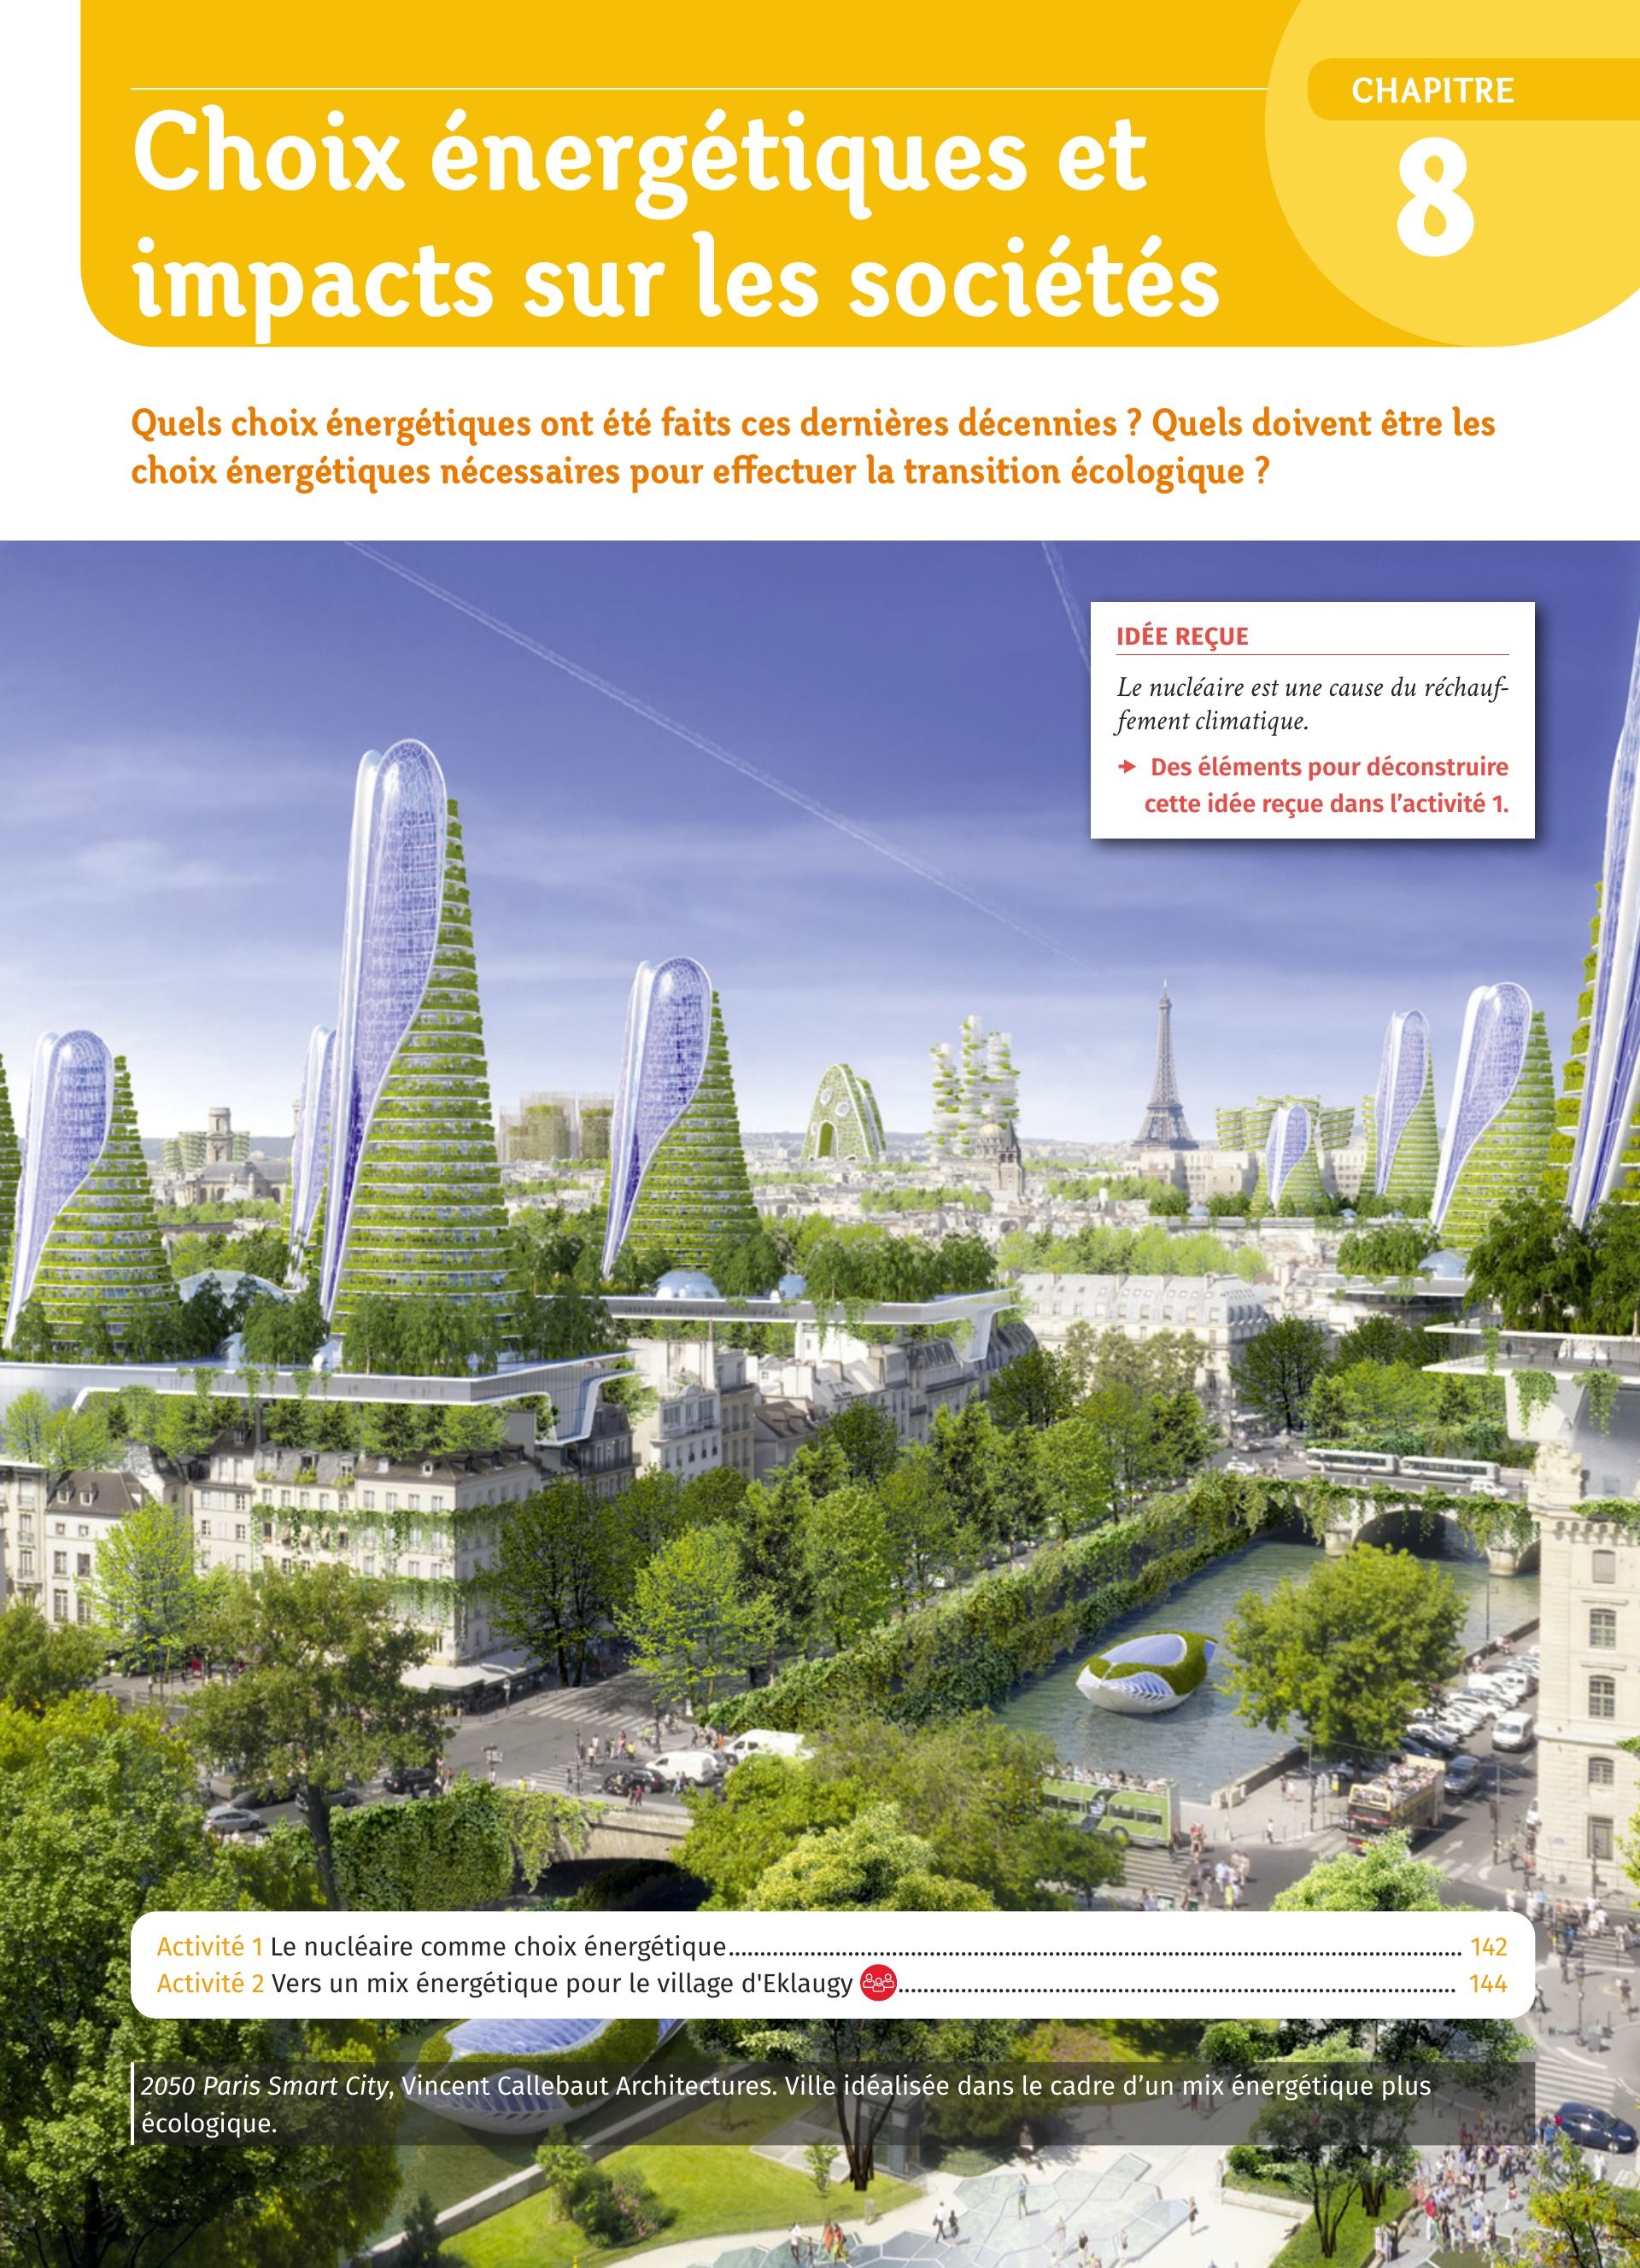 CHAPITRE
8
Choix énergétiques et
impacts sur les sociétés
Quels choix énergétiques ont été faits ces dernières décennies ? Quels doivent être les
choix énergétiques nécessaires pour effectuer la transition écologique ?
IDÉE REÇUE
Le nucléaire est une cause du réchauf-
fement climatique.
➔ Des éléments pour déconstruire
cette idée reçue dans l’activité 1.
Activité 1 Le nucléaire comme choix énergétique.......... 142
Activité 2 Vers un mix énergétique pour le village d'Eklaugy.......... 144
2050 Paris Smart City, Vincent Callebaut Architectures. Ville idéalisée dans le cadre d’un mix énergétique plus
écologique.